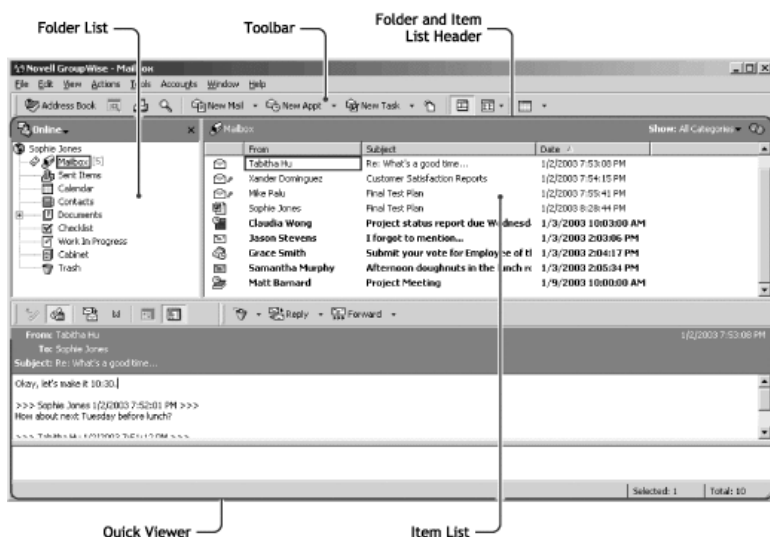 Folder and Item
List Header
Folder List
Toolbar
Novell GroupWise - Mailbox
File Edit View Actions Tools Accounts Window Help
Address Book New Mail New Appt New Task
Online
Mailbox
Show: All Categories
Sophie Jones
Mailbox [5]
Sent Items
Calendar
Contacts
Documents
Checklist
Work In Progress
Cabinet
Trash
From Subject Date
Tabitha Hu Re: What's a good time... 1/2/2003 7:53:08 PM
Xander Dominguez Customer Satisfaction Reports 1/2/2003 7:54:15 PM
Mike Palu Final Test Plan 1/2/2003 7:55:41 PM
Sophie Jones Final Test Plan 1/2/2003 8:28:44 PM
Claudia Wong Project status report due Wednesd 1/3/2003 10:03:00 AM
Jason Stevens I forgot to mention... 1/3/2003 2:03:06 PM
Grace Smith Submit your vote for Employee of tl 1/3/2003 2:04:17 PM
Samantha Murphy Afternoon doughnuts in the lunch rc 1/3/2003 2:05:34 PM
Matt Barnard Project Meeting 1/9/2003 10:00:00 AM
Reply Forward
From: Tabitha Hu 1/2/2003 7:53:08 PM
To: Sophie Jones
Subject: Re: What's a good time...
Okay, let's make it 10:30.
>>> Sophie Jones 1/2/2003 7:52:01 PM >>>
How about next Tuesday before lunch?
>>> Tabitha Hu 1/2/2003 7:51:12 PM >>>
Selected: 1 Total: 10
Quick Viewer
Item List